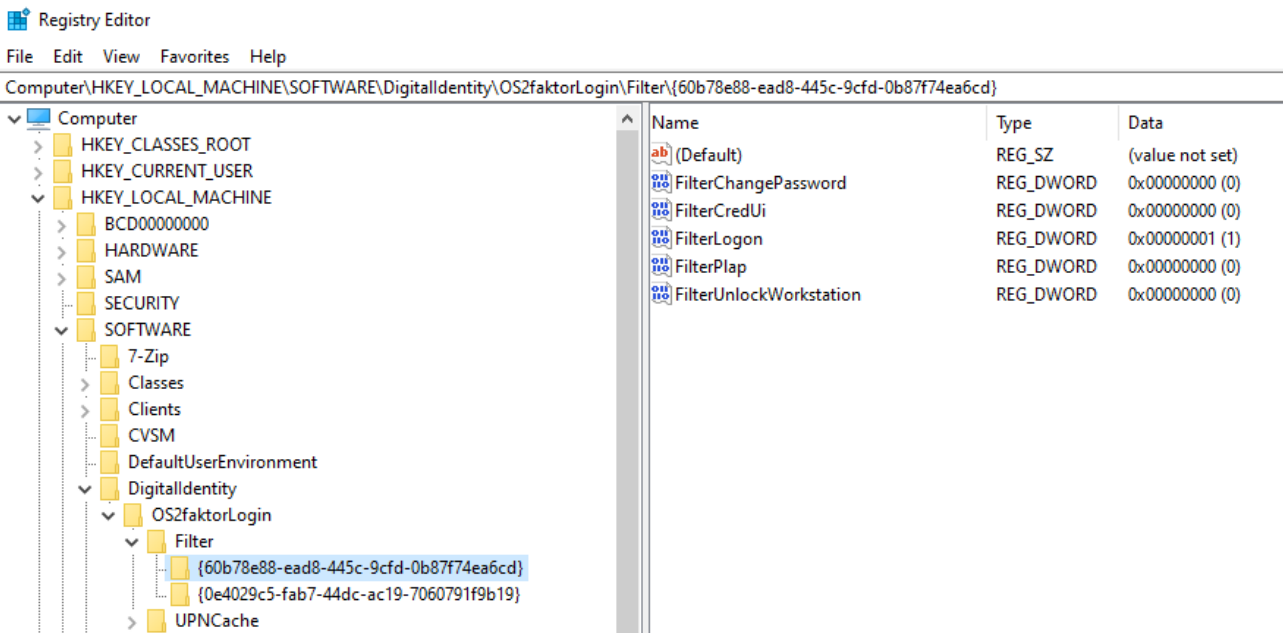 Registry Editor
File Edit View Favorites Help
Computer\HKEY_LOCAL_MACHINE\SOFTWARE\DigitalIdentity\OS2faktorLogin\Filter\{60b78e88-ead8-445c-9cfd-0b87f74ea6cd}
Computer
HKEY_CLASSES_ROOT
HKEY_CURRENT_USER
HKEY_LOCAL_MACHINE
BCD00000000
HARDWARE
SAM
SECURITY
SOFTWARE
7-Zip
Classes
Clients
CVSM
DefaultUserEnvironment
DigitalIdentity
OS2faktorLogin
Filter
{60b78e88-ead8-445c-9cfd-0b87f74ea6cd}
{0e4029c5-fab7-44dc-ac19-7060791f9b19}
UPNCache
Name Type Data
(Default) REG_SZ (value not set)
FilterChangePassword REG_DWORD 0x00000000 (0)
FilterCredUi REG_DWORD 0x00000000 (0)
FilterLogon REG_DWORD 0x00000001 (1)
FilterPlap REG_DWORD 0x00000000 (0)
FilterUnlockWorkstation REG_DWORD 0x00000000 (0)